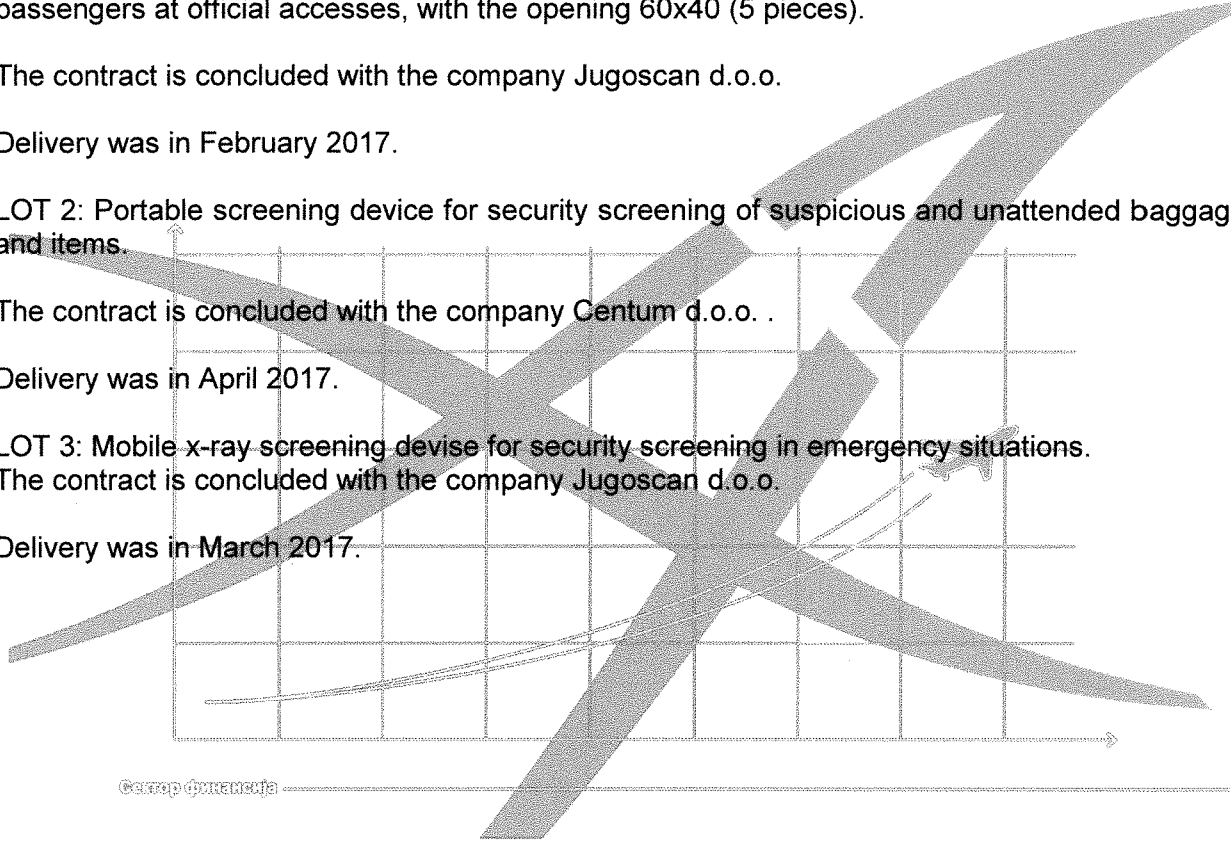 passengers at official accesses, with the opening 60x40 (5 pieces).
The contract is concluded with the company Jugoscan d.o.o.
Delivery was in February 2017.
LOT 2: Portable screening device for security screening of suspicious and unattended baggag
and items.
The contract is concluded with the company Centum d.o.o. .
Delivery was in April 2017.
LOT 3: Mobile x-ray screening devise for security screening in emergency situations.
The contract is concluded with the company Jugoscan d.o.o.
Delivery was in March 2017.
Сектор финансија